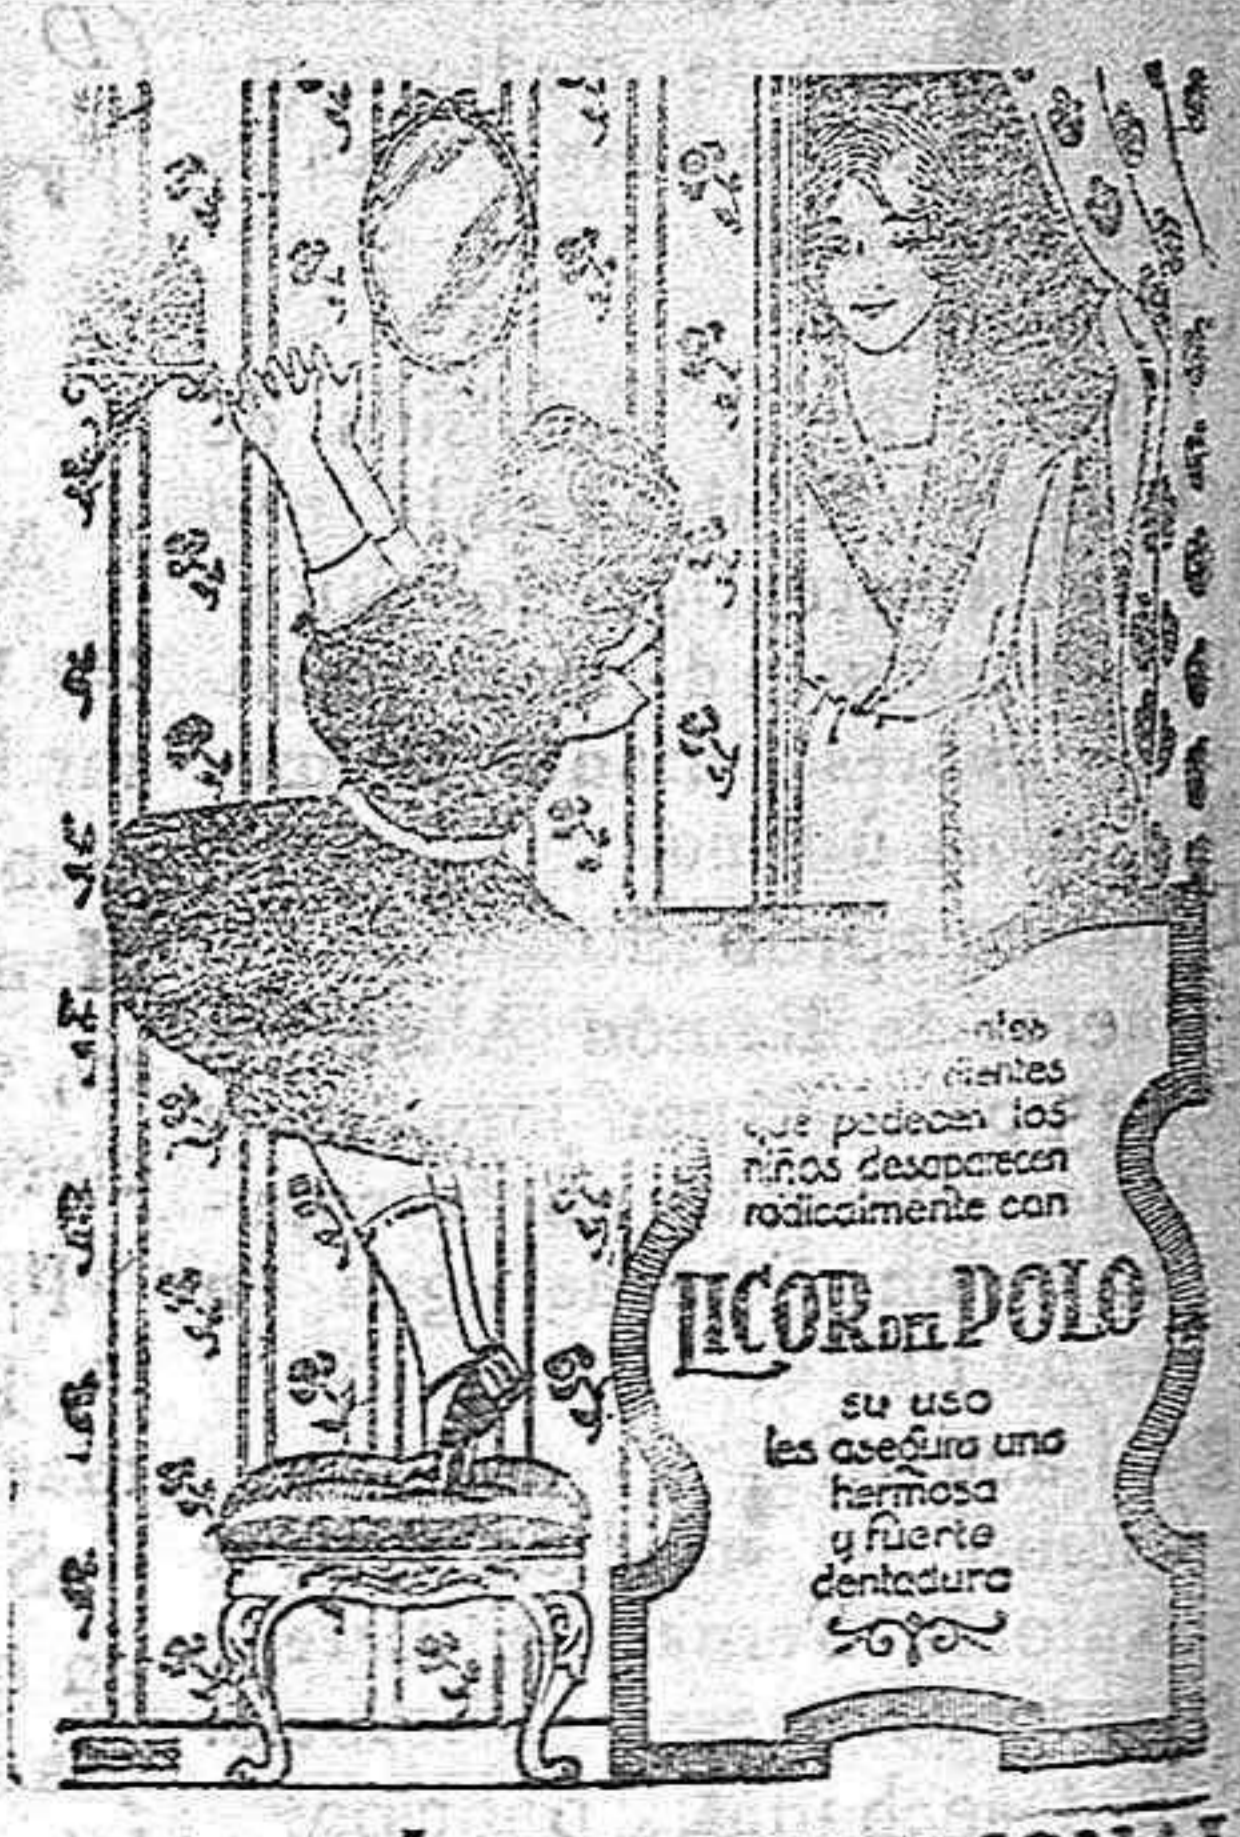 dientes
que padecen los
niños desaparecen
radicalmente con
LICOR DEL POLO
su uso
les asegura una
hermosa
y fuerte
dentadura